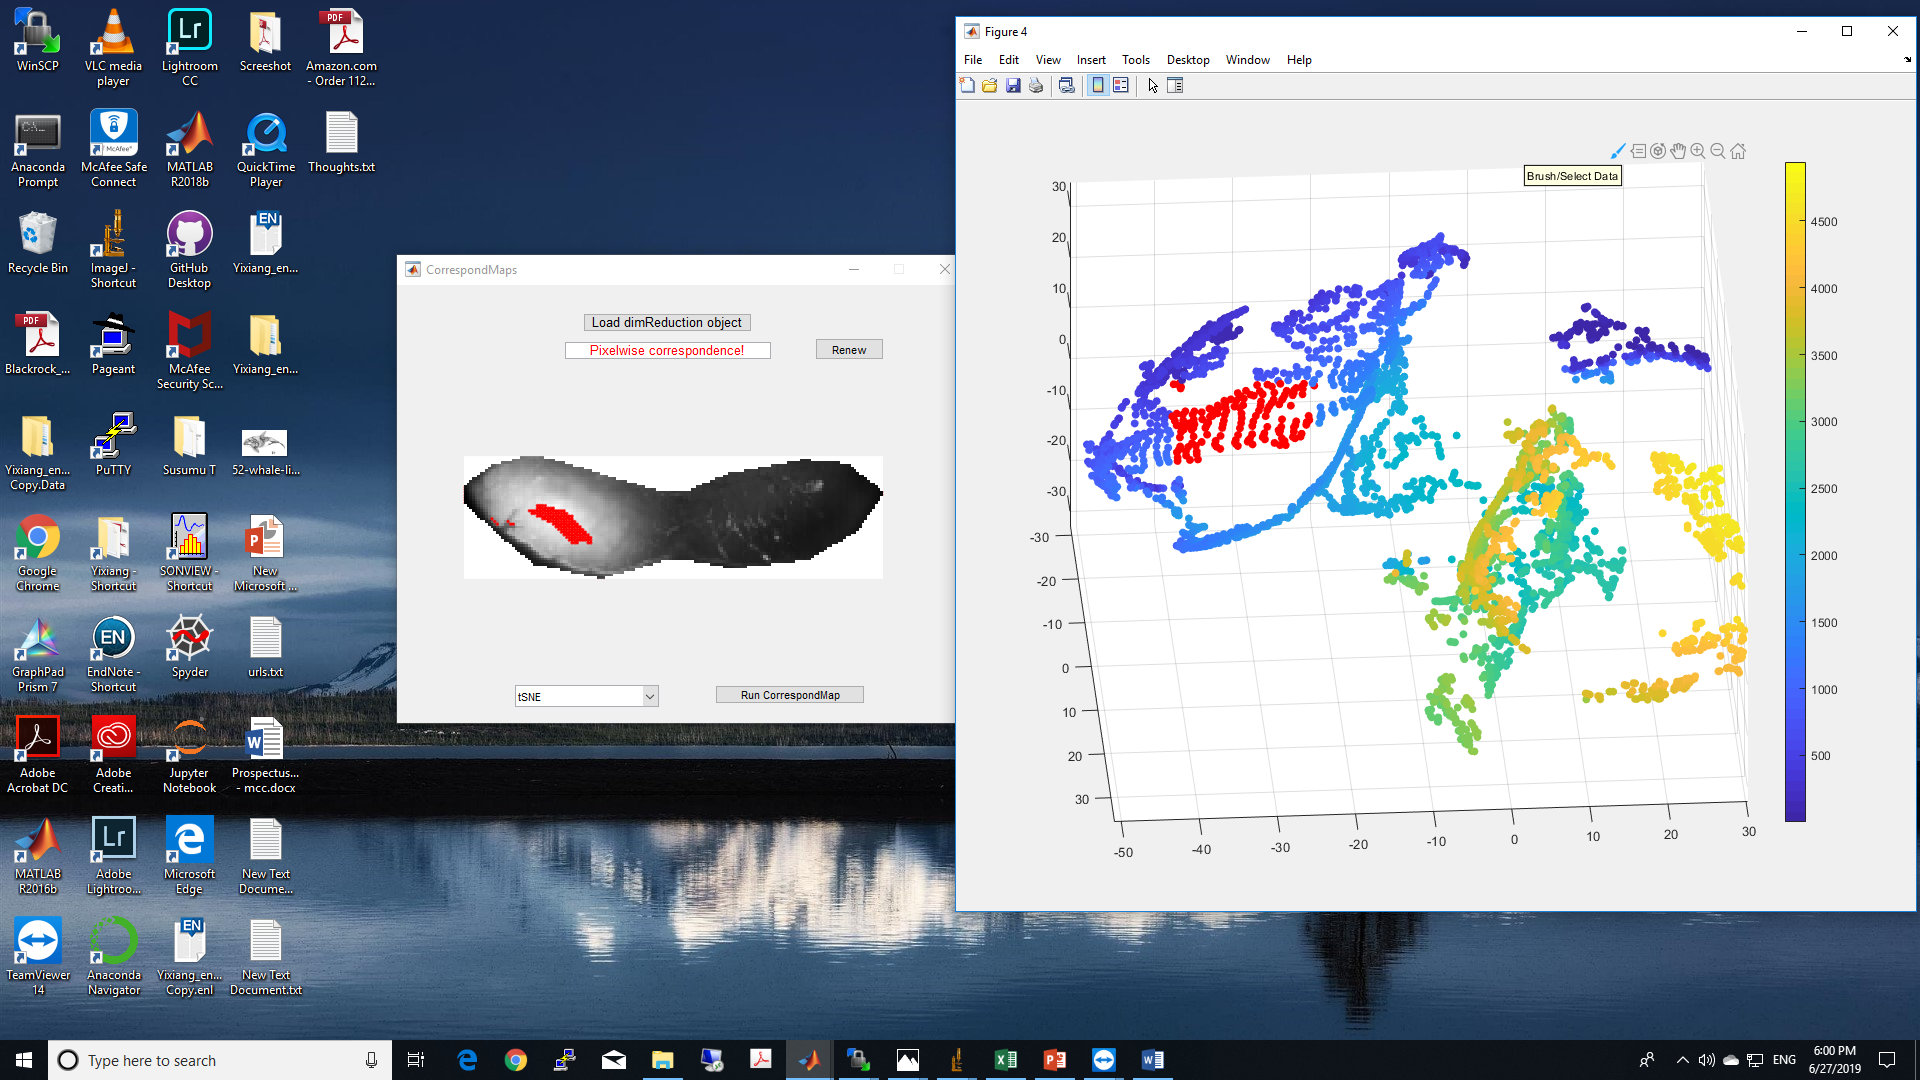 WinSCP
VLC media
player
Lightroom
CC
Screeshot
PDF
Amazon.com
- Order 112...
Anaconda
Prompt
McAfee Safe
Connect
MATLAB
R2018b
QuickTime
Player
Thoughts.txt
Recycle Bin
ImageJ -
Shortcut
GitHub
Desktop
EN
Yixiang_en...
PDF
Blackrock_...
Pageant
McAfee
Security Sc...
Yixiang_en...
Yixiang_en...
Copy.Data
PuTTY
Susumu T
52-whale-li...
Google
Chrome
Yixiang -
Shortcut
SONVIEW -
Shortcut
New
Microsoft ...
GraphPad
Prism 7
EN
EndNote -
Shortcut
Spyder
urls.txt
Adobe
Acrobat DC
Adobe
Creati...
Jupyter
Notebook
Prospectus...
- mcc.docx
MATLAB
R2016b
Lr
Adobe
Lightroo...
Microsoft
Edge
New Text
Docume...
TeamViewer
14
Anaconda
Navigator
EN
Yixiang_en...
Copy.enl
New Text
Document.txt
CorrespondMaps
Load dimReduction object
Pixelwise correspondence!
Renew
tSNE
Run CorrespondMap
Figure 4
File Edit View Insert Tools Desktop Window Help
Brush/Select Data
30
20
10
0
-10
-20
-30
-30
-20
-10
0
10
20
30
-50 -40 -30 -20 -10 0 10 20 30
4500
4000
3500
3000
2500
2000
1500
1000
500
Type here to search
ENG
6:00 PM
6/27/2019